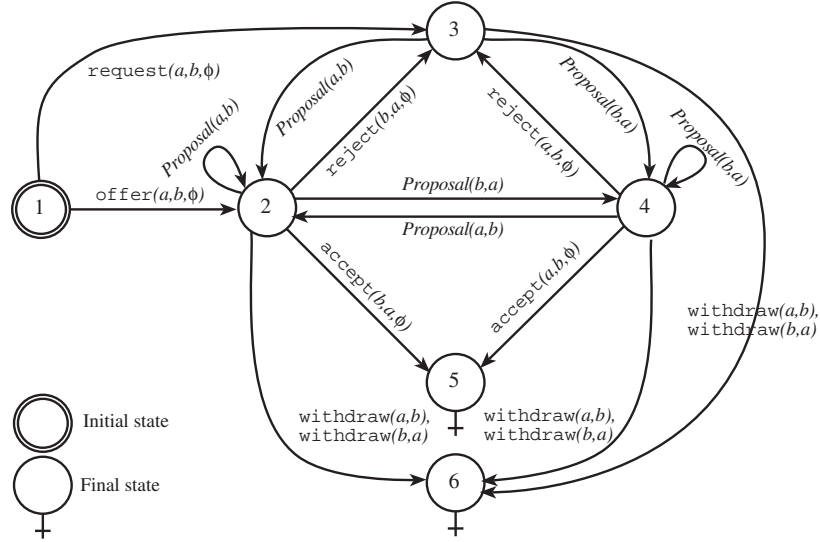 3
request(a,b,ϕ)
Proposal(a,b)
Proposal(a,b)
reject(b,a,ϕ)
reject(a,b,ϕ)
Proposal(b,a)
Proposal(b,a)
1
offer(a,b,ϕ)
2
Proposal(b,a)
Proposal(a,b)
4
accept(b,a,ϕ)
accept(a,b,ϕ)
withdraw(a,b),
withdraw(b,a)
5
Initial state
withdraw(a,b),
withdraw(b,a)
withdraw(a,b),
withdraw(b,a)
Final state
6